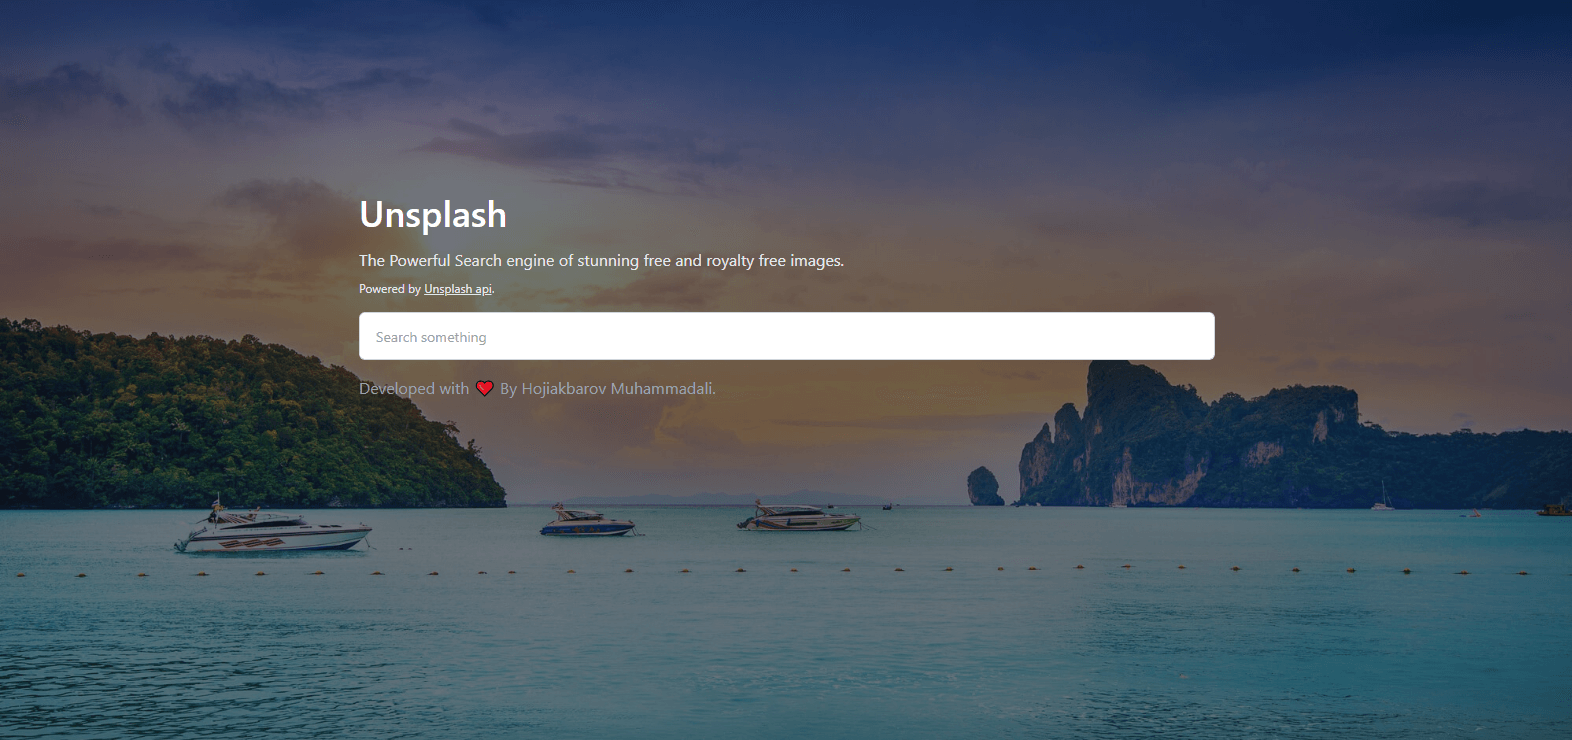 Unsplash
The Powerful Search engine of stunning free and royalty free images.
Powered by Unsplash api.
Search something
Developed with ❤️ By Hojiakbarov Muhammadali.